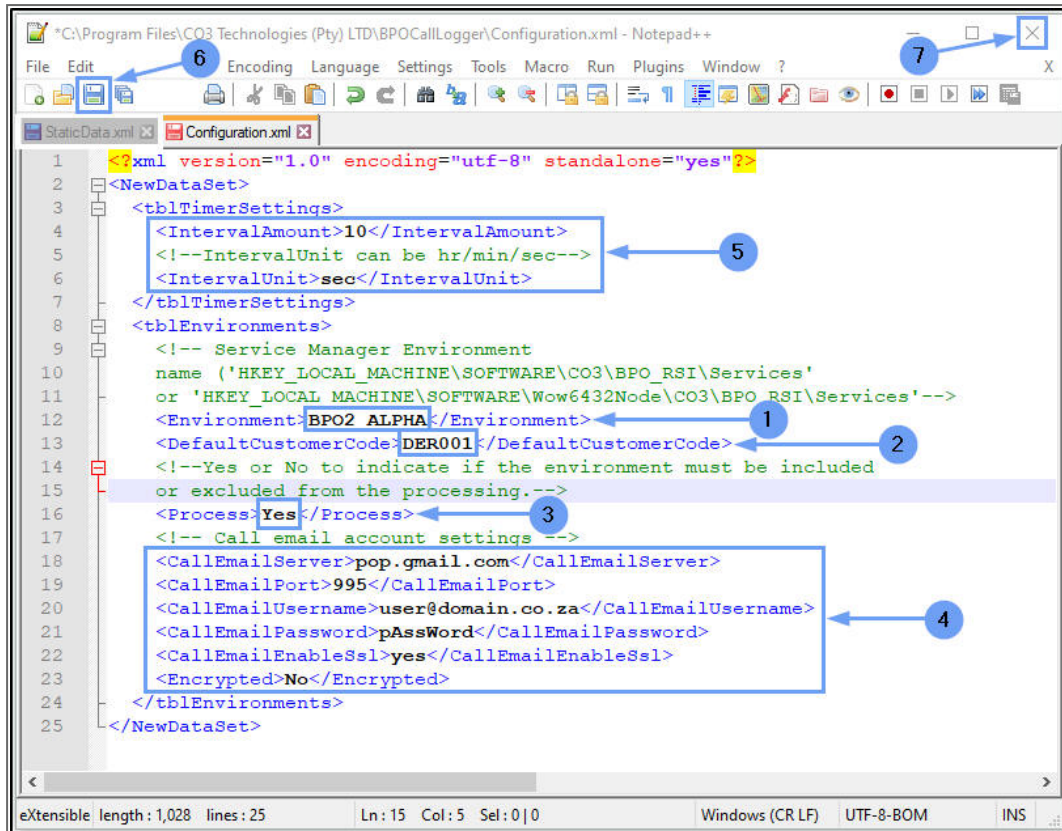 *C:\Program Files\CO3 Technologies (Pty) LTD\BPOCallLogger\Configuration.xml - Notepad++
7
File Edit 6 Encoding Language Settings Tools Macro Run Plugins Window ? X
StaticData.xml Configuration.xml
1 <?xml version="1.0" encoding="utf-8" standalone="yes"?>
2 <NewDataSet>
3 <tblTimerSettings>
4 <IntervalAmount>10</IntervalAmount>
5 <!--IntervalUnit can be hr/min/sec--> 5
6 <IntervalUnit>sec</IntervalUnit>
7 </tblTimerSettings>
8 <tblEnvironments>
9 <!-- Service Manager Environment
10 name ('HKEY_LOCAL_MACHINE\SOFTWARE\CO3\BPO_RSI\Services'
11 or 'HKEY_LOCAL_MACHINE\SOFTWARE\Wow6432Node\CO3\BPO_RSI\Services'-->
12 <Environment>BPO2 ALPHA</Environment> 1
13 <DefaultCustomerCode>DER001</DefaultCustomerCode> 2
14 <!--Yes or No to indicate if the environment must be included
15 or excluded from the processing.-->
16 <Process>Yes</Process> 3
17 <!-- Call email account settings -->
18 <CallEmailServer>pop.gmail.com</CallEmailServer>
19 <CallEmailPort>995</CallEmailPort>
20 <CallEmailUsername>user@domain.co.za</CallEmailUsername> 4
21 <CallEmailPassword>pAssWord</CallEmailPassword>
22 <CallEmailEnableSsl>yes</CallEmailEnableSsl>
23 <Encrypted>No</Encrypted>
24 </tblEnvironments>
25 </NewDataSet>
eXtensible length : 1,028 lines : 25 Ln : 15 Col : 5 Sel : 0 | 0 Windows (CR LF) UTF-8-BOM INS